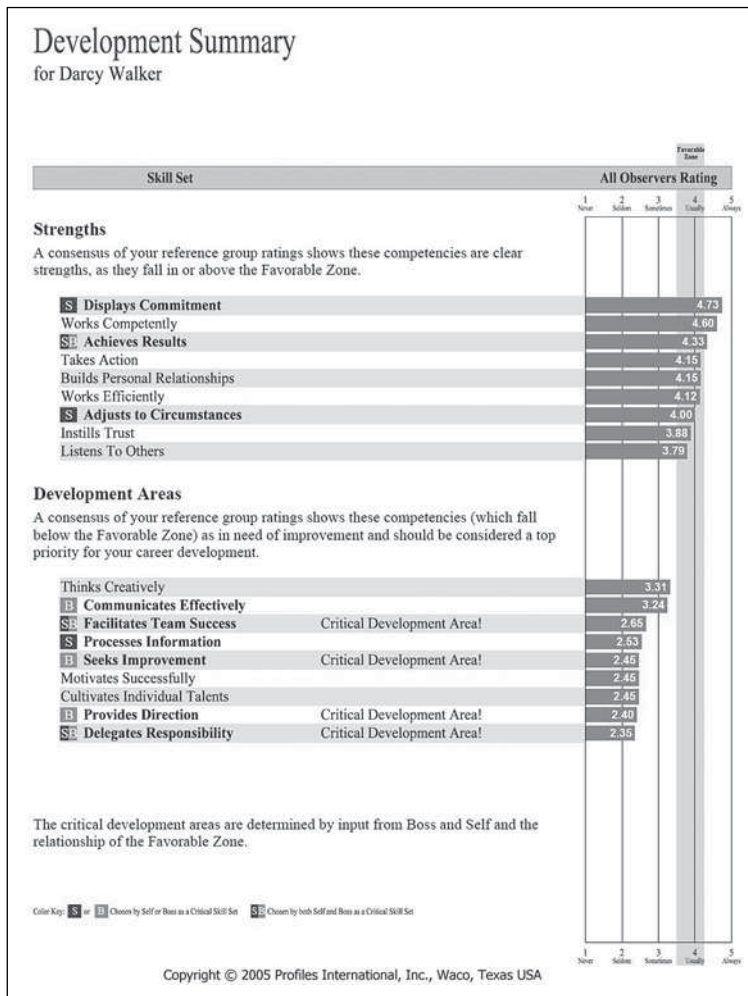 Development Summary
for Darcy Walker
Favorable
Zone
Skill Set All Observers Rating
1 2 3 4 5
Never Seldom Sometimes Usually Always
Strengths
A consensus of your reference group ratings shows these competencies are clear
strengths, as they fall in or above the Favorable Zone.
S Displays Commitment 4.73
Works Competently 4.60
SB Achieves Results 4.33
Takes Action 4.15
Builds Personal Relationships 4.15
Works Efficiently 4.12
S Adjusts to Circumstances 4.00
Instills Trust 3.88
Listens To Others 3.79
Development Areas
A consensus of your reference group ratings shows these competencies (which fall
below the Favorable Zone) as in need of improvement and should be considered a top
priority for your career development.
Thinks Creatively 3.31
B Communicates Effectively 3.24
SB Facilitates Team Success Critical Development Area! 2.65
S Processes Information 2.53
B Seeks Improvement Critical Development Area! 2.45
Motivates Successfully 2.45
Cultivates Individual Talents 2.45
B Provides Direction Critical Development Area! 2.40
SB Delegates Responsibility Critical Development Area! 2.35
The critical development areas are determined by input from Boss and Self and the
relationship of the Favorable Zone.
Color Key: S or B Chosen by Self or Boss as a Critical Skill Set SB Chosen by both Self and Boss as a Critical Skill Set
1 2 3 4 5
Never Seldom Sometimes Usually Always
Copyright © 2005 Profiles International, Inc., Waco, Texas USA